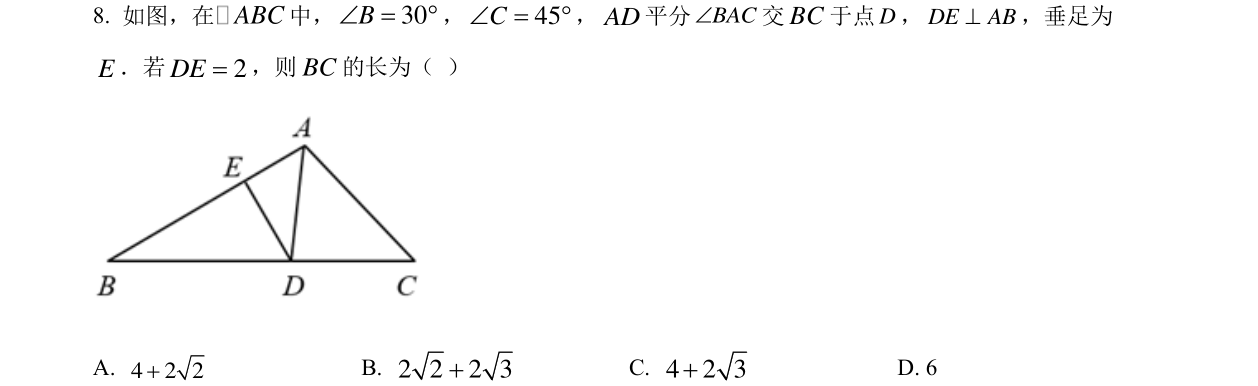 8. 如图，在□ABC中，∠B=30°，∠C=45°，AD平分∠BAC交BC于点D，DE⊥AB，垂足为
E．若DE=2，则BC的长为（ ）
A
E
B D C
A. 4+2√2 B. 2√2+2√3 C. 4+2√3 D. 6